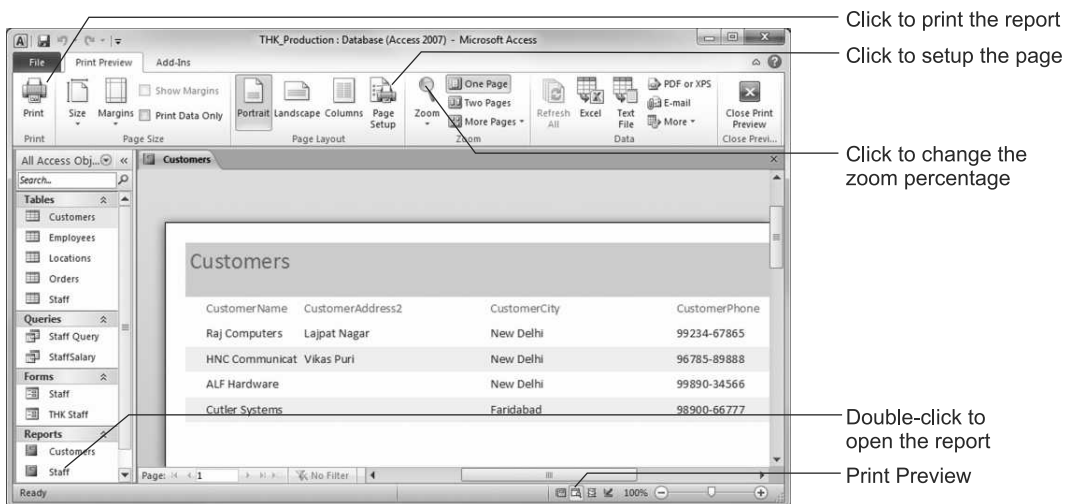 Click to print the report
THK_Production : Database (Access 2007) - Microsoft Access
Click to setup the page
File Print Preview Add-Ins
Print Size Margins Show Margins Print Data Only Portrait Landscape Columns Page Setup Zoom One Page Two Pages More Pages Refresh All Excel Text File PDF or XPS E-mail More Close Print Preview
Print Page Size Page Layout Zoom Data Close Previ...
All Access Obj... Customers
Click to change the
zoom percentage
Search...
Tables
Customers
Employees
Locations
Orders
Staff
Queries
Staff Query
StaffSalary
Forms
Staff
THK Staff
Reports
Customers
Staff
Customers
CustomerName CustomerAddress2 CustomerCity CustomerPhone
Raj Computers Lajpat Nagar New Delhi 99234-67865
HNC Communicat Vikas Puri New Delhi 96785-89888
ALF Hardware New Delhi 99890-34566
Cutler Systems Faridabad 98900-66777
Double-click to
open the report
Page: 1 No Filter
Print Preview
Ready 100%